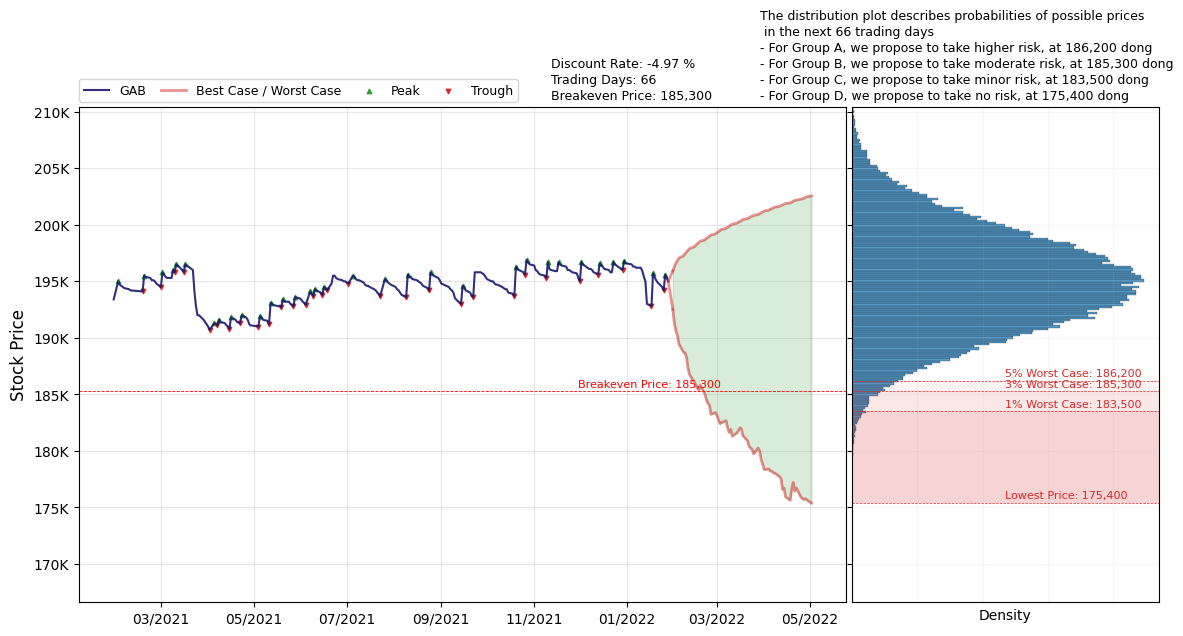 The distribution plot describes probabilities of possible prices
in the next 66 trading days
- For Group A, we propose to take higher risk, at 186,200 dong
- For Group B, we propose to take moderate risk, at 185,300 dong
- For Group C, we propose to take minor risk, at 183,500 dong
- For Group D, we propose to take no risk, at 175,400 dong
Discount Rate: -4.97 %
Trading Days: 66
Breakeven Price: 185,300
GAB
Best Case / Worst Case
Peak
Trough
Stock Price
210K
205K
200K
195K
190K
185K
180K
175K
170K
Breakeven Price: 185,300
03/2021
05/2021
07/2021
09/2021
11/2021
01/2022
03/2022
05/2022
5% Worst Case: 186,200
3% Worst Case: 185,300
1% Worst Case: 183,500
Lowest Price: 175,400
Density